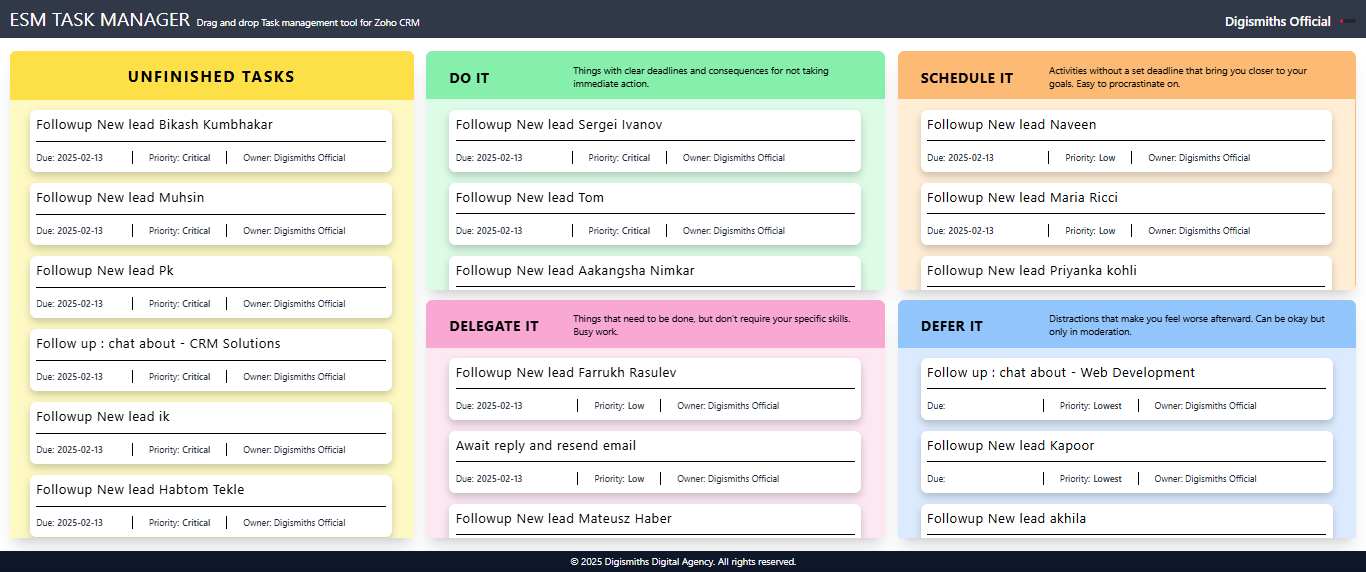 ESM TASK MANAGER Drag and drop Task management tool for Zoho CRM
Digismiths Official
UNFINISHED TASKS
Followup New lead Bikash Kumbhakar
Due: 2025-02-13 Priority: Critical Owner: Digismiths Official
Followup New lead Muhsin
Due: 2025-02-13 Priority: Critical Owner: Digismiths Official
Followup New lead Pk
Due: 2025-02-13 Priority: Critical Owner: Digismiths Official
Follow up : chat about - CRM Solutions
Due: 2025-02-13 Priority: Critical Owner: Digismiths Official
Followup New lead ik
Due: 2025-02-13 Priority: Critical Owner: Digismiths Official
Followup New lead Habtom Tekle
Due: 2025-02-13 Priority: Critical Owner: Digismiths Official
DO IT
Things with clear deadlines and consequences for not taking
immediate action.
Followup New lead Sergei Ivanov
Due: 2025-02-13 Priority: Critical Owner: Digismiths Official
Followup New lead Tom
Due: 2025-02-13 Priority: Critical Owner: Digismiths Official
Followup New lead Aakangsha Nimkar
SCHEDULE IT
Activities without a set deadline that bring you closer to your
goals. Easy to procrastinate on.
Followup New lead Naveen
Due: 2025-02-13 Priority: Low Owner: Digismiths Official
Followup New lead Maria Ricci
Due: 2025-02-13 Priority: Low Owner: Digismiths Official
Followup New lead Priyanka kohli
DELEGATE IT
Things that need to be done, but don't require your specific skills.
Busy work.
Followup New lead Farrukh Rasulev
Due: 2025-02-13 Priority: Low Owner: Digismiths Official
Await reply and resend email
Due: 2025-02-13 Priority: Low Owner: Digismiths Official
Followup New lead Mateusz Haber
DEFER IT
Distractions that make you feel worse afterward. Can be okay but
only in moderation.
Follow up : chat about - Web Development
Due: Priority: Lowest Owner: Digismiths Official
Followup New lead Kapoor
Due: Priority: Lowest Owner: Digismiths Official
Followup New lead akhila
© 2025 Digismiths Digital Agency. All rights reserved.